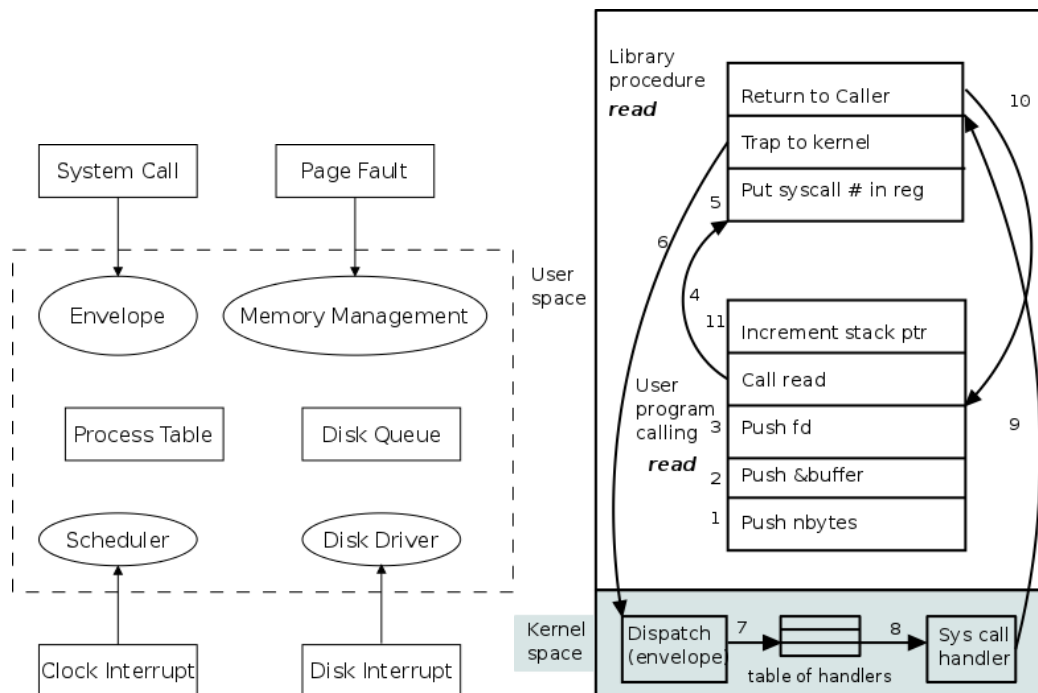 System Call
Page Fault
Envelope
Memory Management
Process Table
Disk Queue
Scheduler
Disk Driver
Clock Interrupt
Disk Interrupt
User
space
Kernel
space
Library
procedure
read
Return to Caller
Trap to kernel
Put syscall # in reg
10
5
6
4
11
Increment stack ptr
Call read
User
program
calling
read
3
Push fd
2
Push &buffer
1
Push nbytes
9
Dispatch
(envelope)
7
8
table of handlers
Sys call
handler